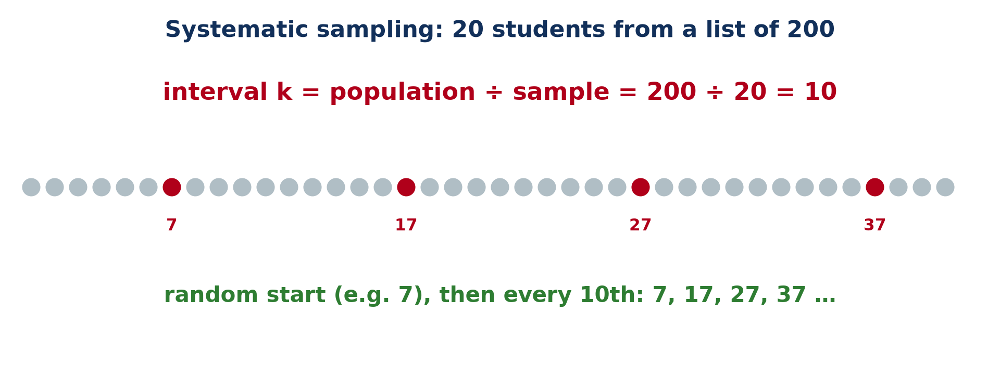 Systematic sampling: 20 students from a list of 200
interval k = population ÷ sample = 200 ÷ 20 = 10
7 17 27 37
random start (e.g. 7), then every 10th: 7, 17, 27, 37 …